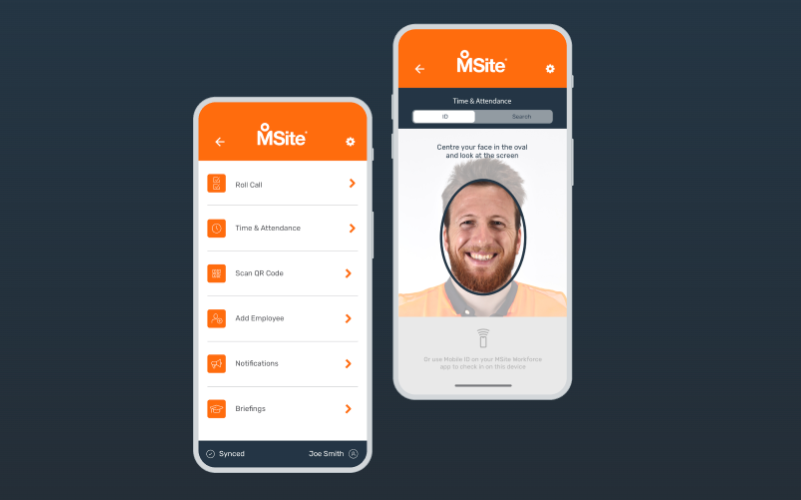 MSite
Roll Call
Time & Attendance
Scan QR Code
Add Employee
Notifications
Briefings
Synced
Joe Smith
MSite
Time & Attendance
ID
Search
Centre your face in the oval
and look at the screen
Or use Mobile ID on your MSite Workforce
app to check in on this device